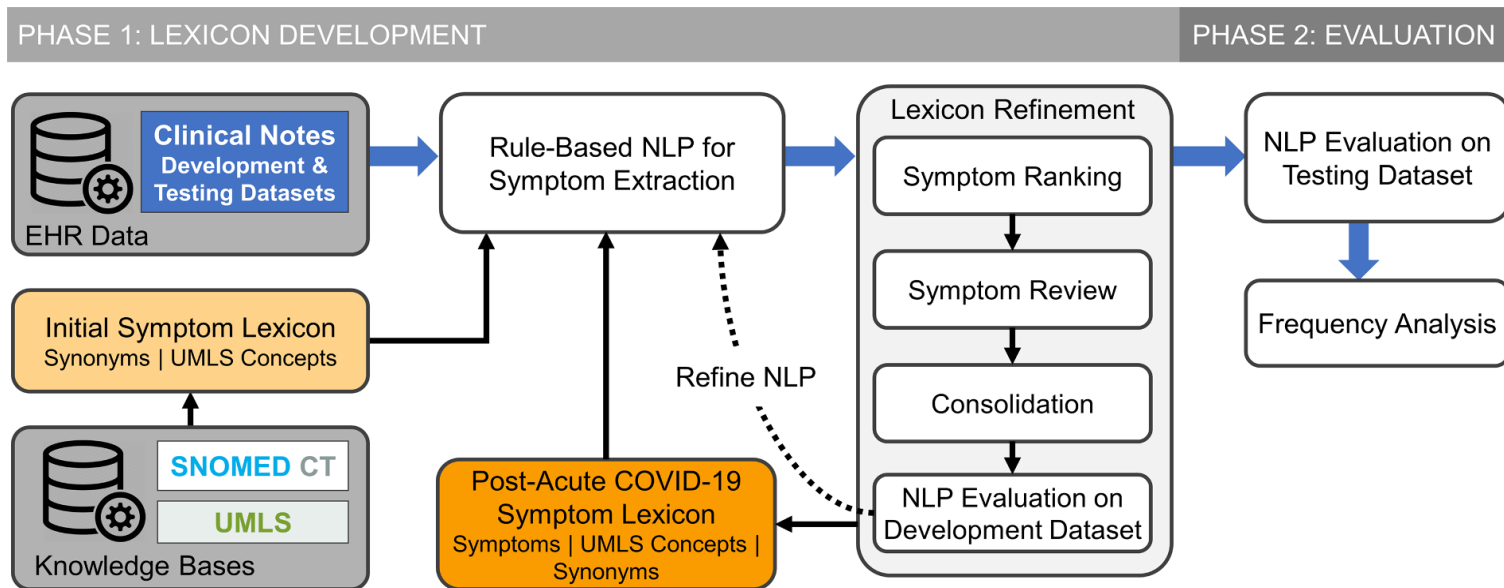 PHASE 1: LEXICON DEVELOPMENT
PHASE 2: EVALUATION
Clinical Notes
Development &
Testing Datasets
EHR Data
Rule-Based NLP for
Symptom Extraction
Lexicon Refinement
Symptom Ranking
Symptom Review
Consolidation
NLP Evaluation on
Development Dataset
NLP Evaluation on
Testing Dataset
Frequency Analysis
Initial Symptom Lexicon
Synonyms | UMLS Concepts
Refine NLP
SNOMED CT
UMLS
Knowledge Bases
Post-Acute COVID-19
Symptom Lexicon
Symptoms | UMLS Concepts |
Synonyms